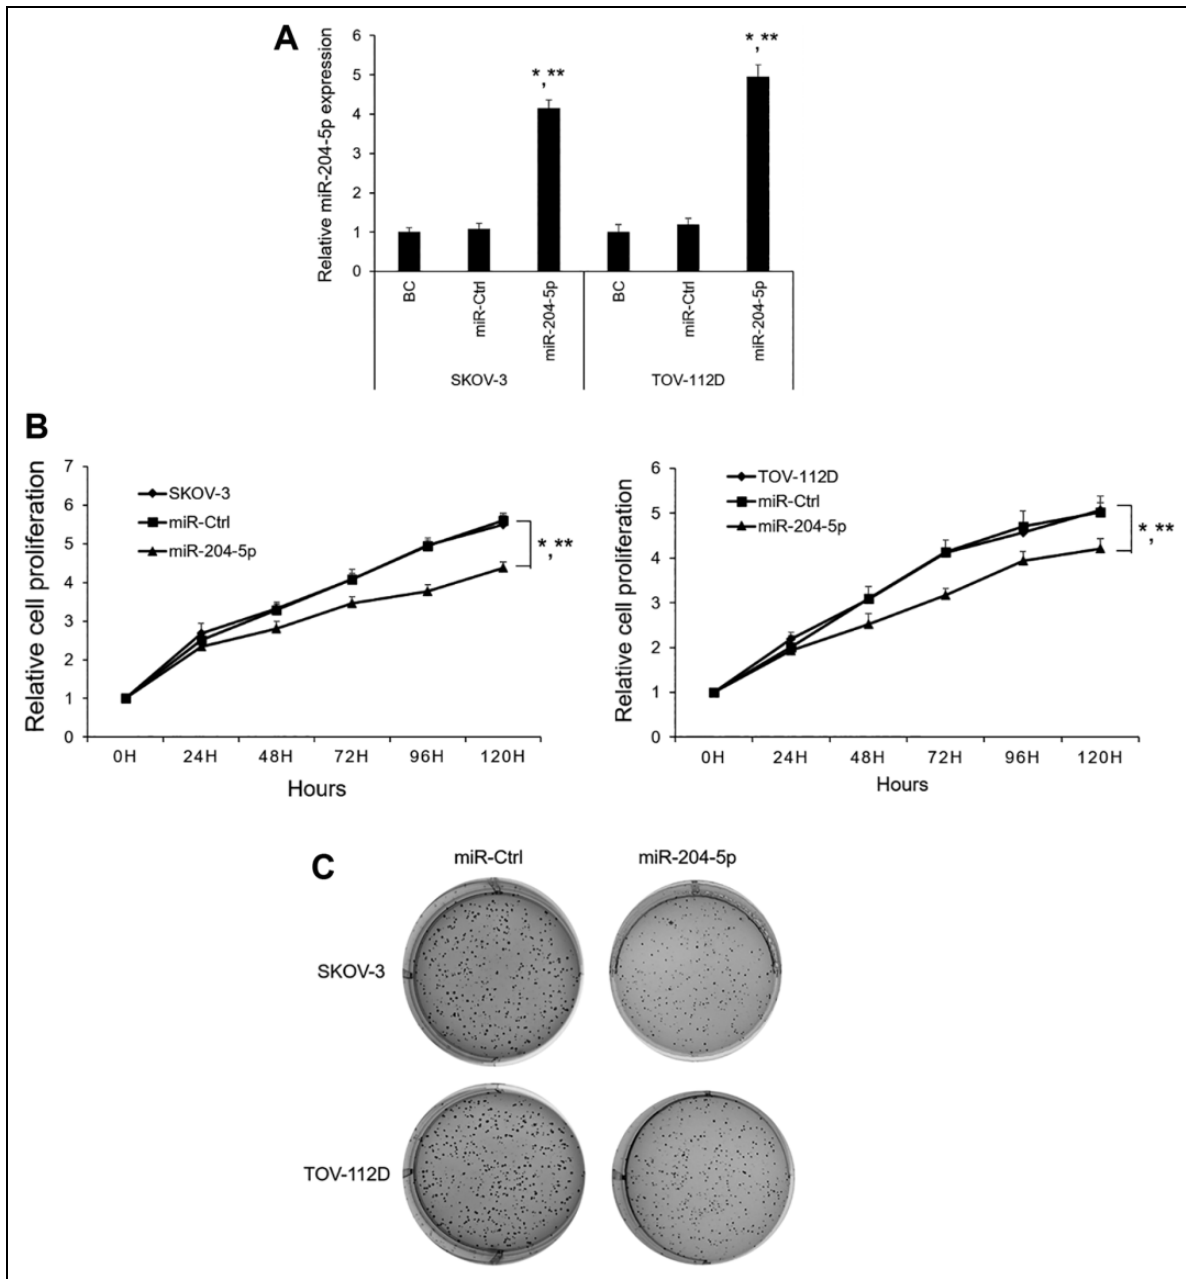 A
Relative miR-204-5p expression
6
5
4
3
2
1
0
*,**
*,**
BC
miR-Ctrl
miR-204-5p
BC
miR-Ctrl
miR-204-5p
SKOV-3
TOV-112D
B
Relative cell proliferation
7
6
5
4
3
2
1
0
SKOV-3
miR-Ctrl
miR-204-5p
*,**
0H 24H 48H 72H 96H 120H
Hours
Relative cell proliferation
6
5
4
3
2
1
0
TOV-112D
miR-Ctrl
miR-204-5p
*,**
0H 24H 48H 72H 96H 120H
Hours
C
miR-Ctrl
miR-204-5p
SKOV-3
TOV-112D